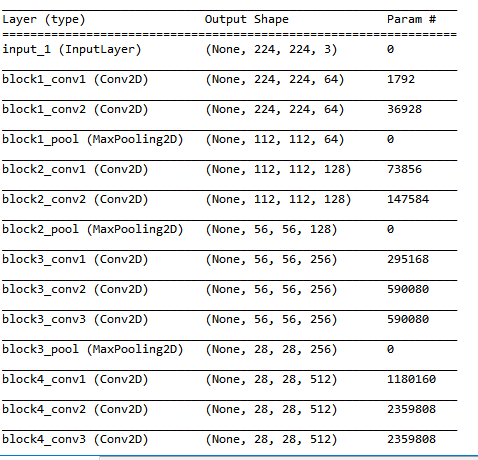 Layer (type) Output Shape Param #
input_1 (InputLayer) (None, 224, 224, 3) 0
block1_conv1 (Conv2D) (None, 224, 224, 64) 1792
block1_conv2 (Conv2D) (None, 224, 224, 64) 36928
block1_pool (MaxPooling2D) (None, 112, 112, 64) 0
block2_conv1 (Conv2D) (None, 112, 112, 128) 73856
block2_conv2 (Conv2D) (None, 112, 112, 128) 147584
block2_pool (MaxPooling2D) (None, 56, 56, 128) 0
block3_conv1 (Conv2D) (None, 56, 56, 256) 295168
block3_conv2 (Conv2D) (None, 56, 56, 256) 590080
block3_conv3 (Conv2D) (None, 56, 56, 256) 590080
block3_pool (MaxPooling2D) (None, 28, 28, 256) 0
block4_conv1 (Conv2D) (None, 28, 28, 512) 1180160
block4_conv2 (Conv2D) (None, 28, 28, 512) 2359808
block4_conv3 (Conv2D) (None, 28, 28, 512) 2359808